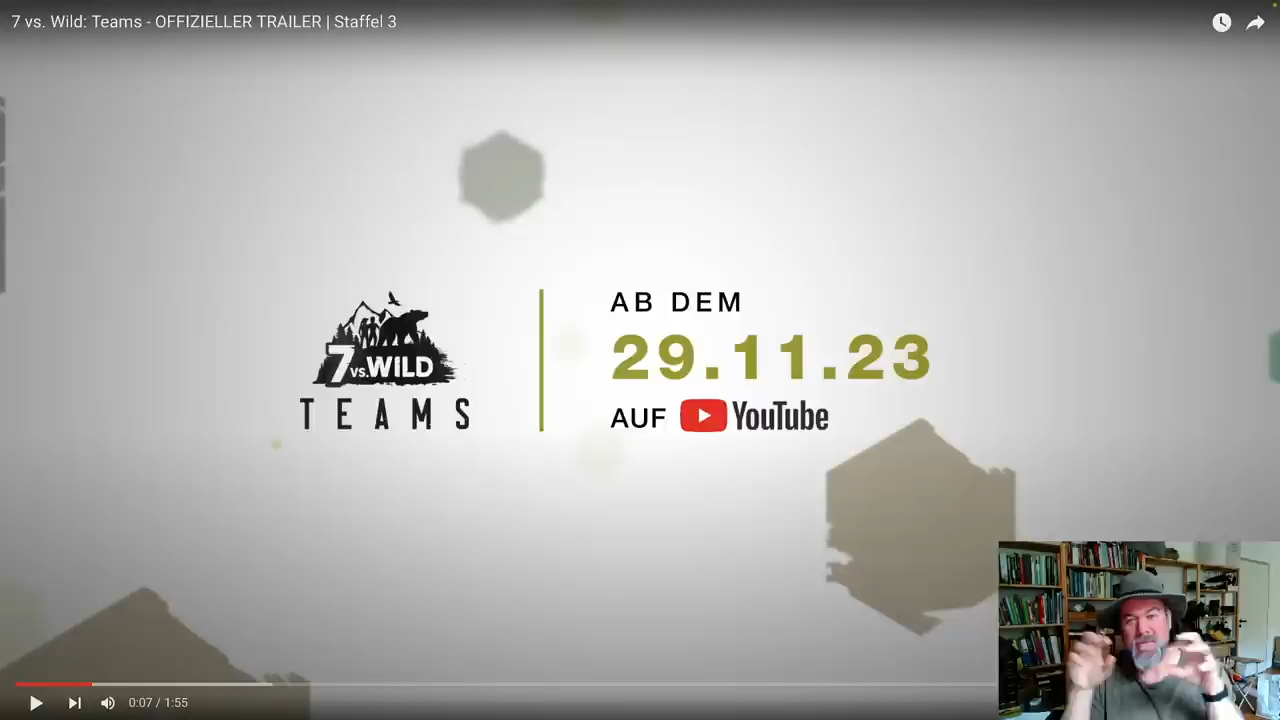 7 vs. Wild: Teams - OFFIZIELLER TRAILER | Staffel 3
7 vs. WILD
TEAMS
AB DEM
29.11.23
AUF YouTube
0:07 / 1:55